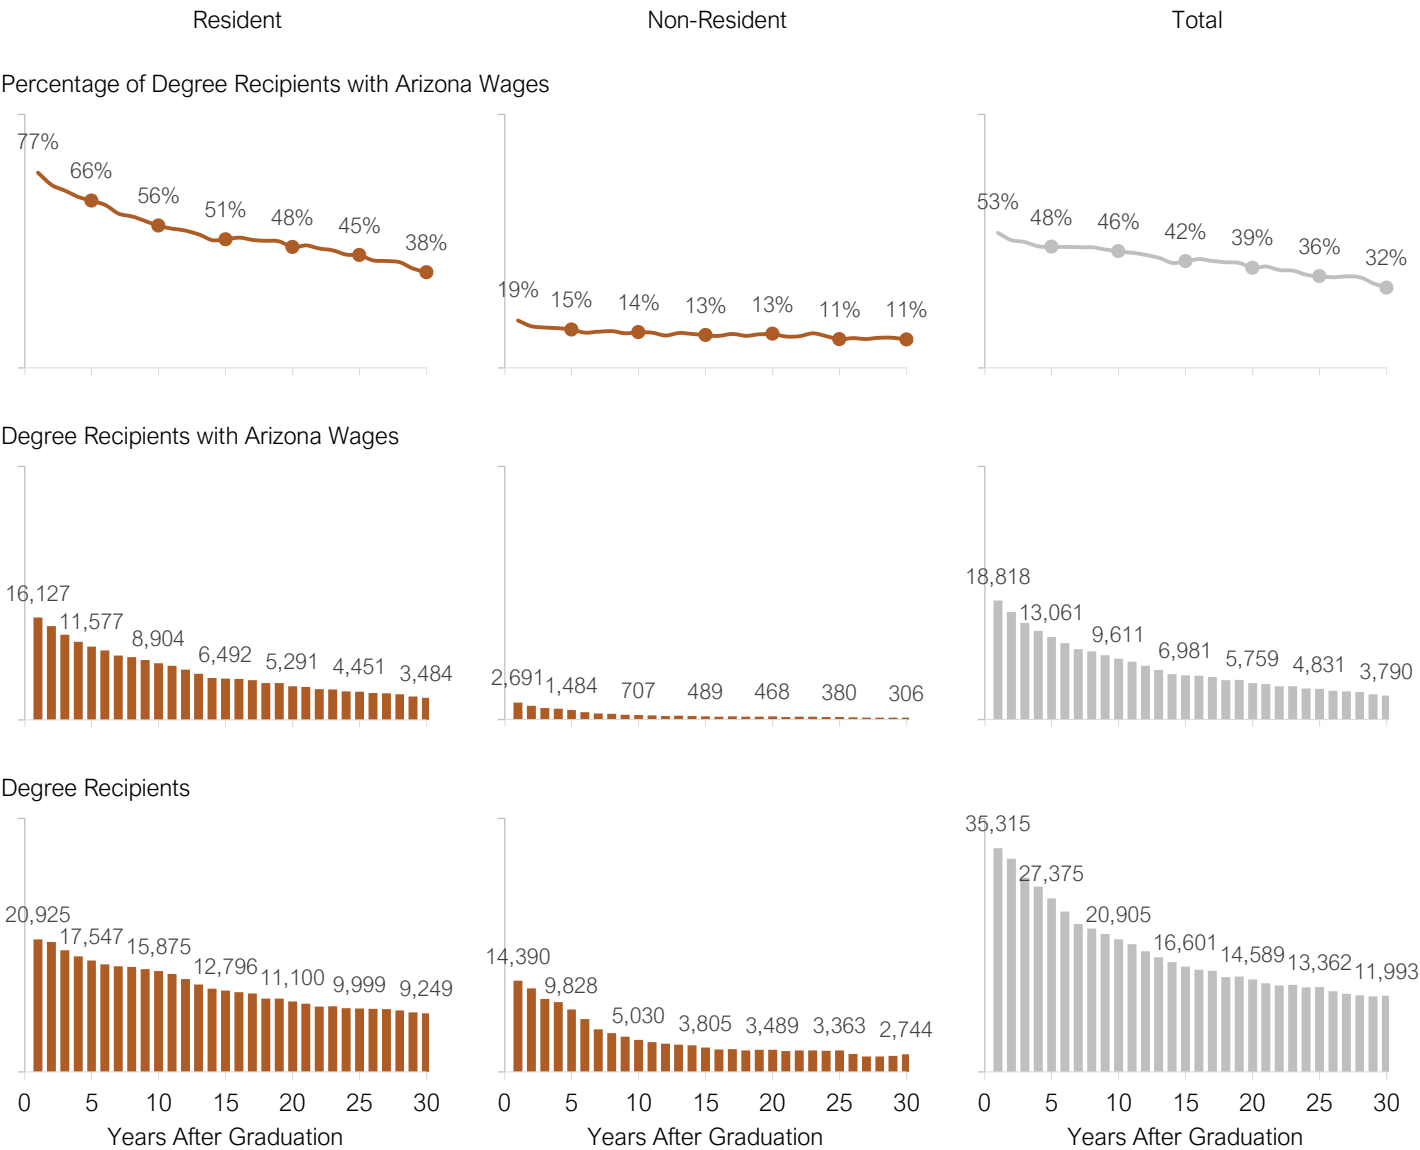 Resident Non-Resident Total
Percentage of Degree Recipients with Arizona Wages
77% 66% 56% 51% 48% 45% 38%
19% 15% 14% 13% 13% 11% 11%
53% 48% 46% 42% 39% 36% 32%
Degree Recipients with Arizona Wages
16,127 11,577 8,904 6,492 5,291 4,451 3,484
2,691 1,484 707 489 468 380 306
18,818 13,061 9,611 6,981 5,759 4,831 3,790
Degree Recipients
20,925 17,547 15,875 12,796 11,100 9,999 9,249
14,390 9,828 5,030 3,805 3,489 3,363 2,744
35,315 27,375 20,905 16,601 14,589 13,362 11,993
0 5 10 15 20 25 30 0 5 10 15 20 25 30 0 5 10 15 20 25 30
Years After Graduation Years After Graduation Years After Graduation